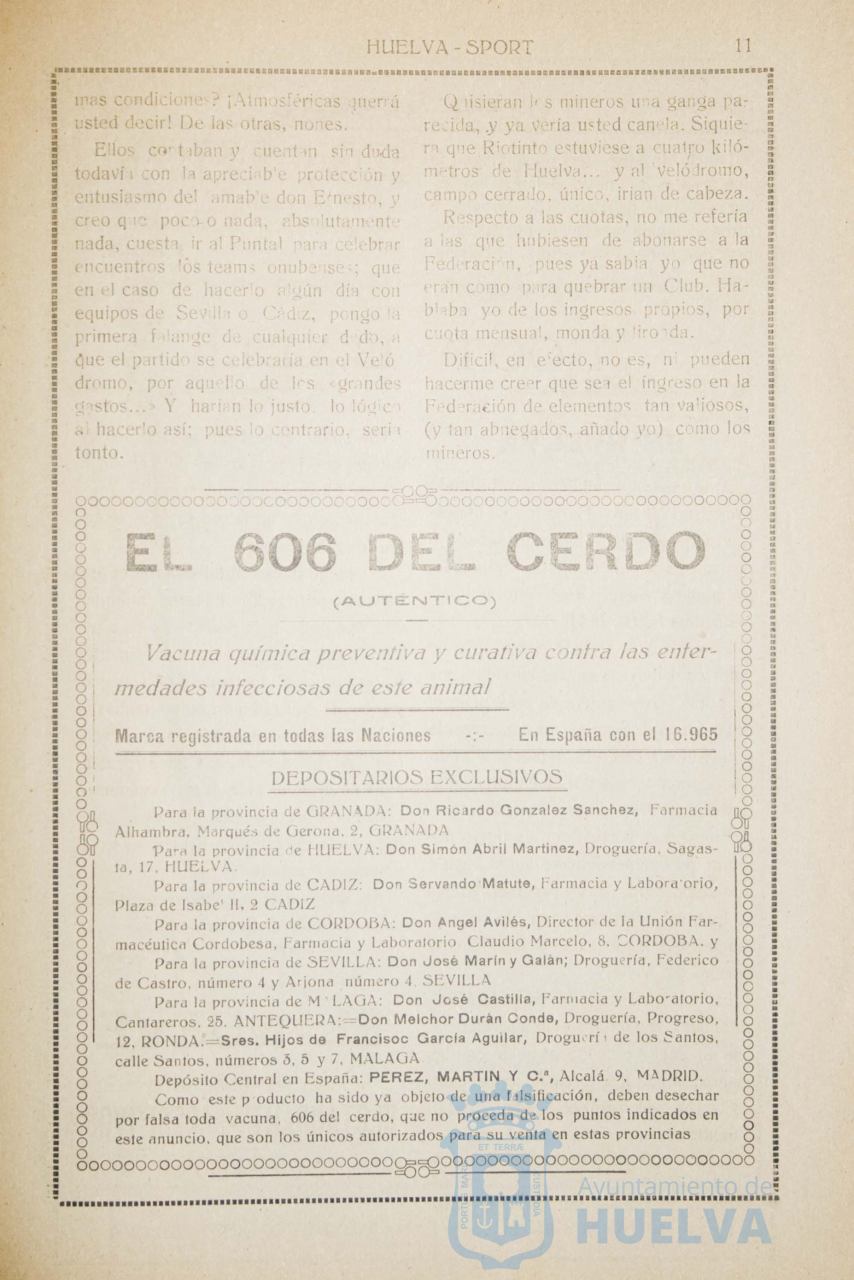 HUELVA - SPORT
11
mas condiciones? ¡Atmosféricas querrá
usted decir! De las otras, nones.
Ellos contaban y cuentan sin duda
todavía con la apreciable protección y
entusiasmo del amable don Ernesto, y
creo que poco o nada, absolutamente
nada, cuesta ir al Puntal para celebrar
encuentros los teams onubenses; que
en el caso de hacerlo algún día con
equipos de Sevilla o Cádiz, pongo la
primera falange de cualquier dedo, a
que el partido se celebraría en el Veló
dromo, por aquello de los «grandes
gastos...» Y harían lo justo, lo lógico
al hacerlo así; pues lo contrario, sería
tonto.
Quisieran los mineros una ganga pa-
recida, y ya vería usted canela. Siquie-
ra que Riotinto estuviese a cuatro kiló-
metros de Huelva... y al Velódromo,
campo cerrado, único, irian de cabeza.
Respecto a las cuotas, no me refería
a las que hubiesen de abonarse a la
Federación, pues ya sabia yo que no
eran como para quebrar un Club. Ha-
blaba yo de los ingresos propios, por
cuota mensual, monda y lironda.
Dificil, en efecto, no es, ni pueden
hacerme creer que sea el ingreso en la
Federación de elementos tan valiosos,
(y tan abnegados, añado yo) como los
mineros.
EL 606 DEL CERDO
(AUTÉNTICO)
Vacuna química preventiva y curativa contra las enfer-
medades infecciosas de este animal
Marca registrada en todas las Naciones -:- En España con el 16.965
DEPOSITARIOS EXCLUSIVOS
Para la provincia de GRANADA: Don Ricardo Gonzalez Sanchez, Farmacia
Alhambra, Marqués de Gerona, 2, GRANADA
Para la provincia de HUELVA: Don Simón Abril Martinez, Droguería, Sagas-
ta, 17, HUELVA.
Para la provincia de CADIZ: Don Servando Matute, Farmacia y Laboratorio,
Plaza de Isabel II, 2 CADIZ
Para la provincia de CORDOBA: Don Angel Avilés, Director de la Unión Far-
macéutica Cordobesa, Farmacia y Laboratorio Claudio Marcelo, 8, CORDOBA, y
Para la provincia de SEVILLA: Don José Marín y Galán; Droguería, Federico
de Castro, número 4 y Arjona número 4, SEVILLA
Para la provincia de MALAGA: Don José Castilla, Farmacia y Laboratorio,
Cantareros, 25, ANTEQUERA:=Don Melchor Durán Conde, Droguería, Progreso,
12, RONDA.=Sres. Hijos de Francisoc García Aguilar, Droguería de los Santos,
calle Santos, números 3, 5 y 7, MALAGA
Depósito Central en España: PEREZ, MARTIN Y C.ª, Alcalá 9, MADRID.
Como este producto ha sido ya objeto de una falsificación, deben desechar
por falsa toda vacuna, 606 del cerdo, que no proceda de los puntos indicados en
este anuncio, que son los únicos autorizados para su venta en estas provincias
ET TERRÆ
PORTUS MARIS
CUSTODIA
Ayuntamiento de
HUELVA